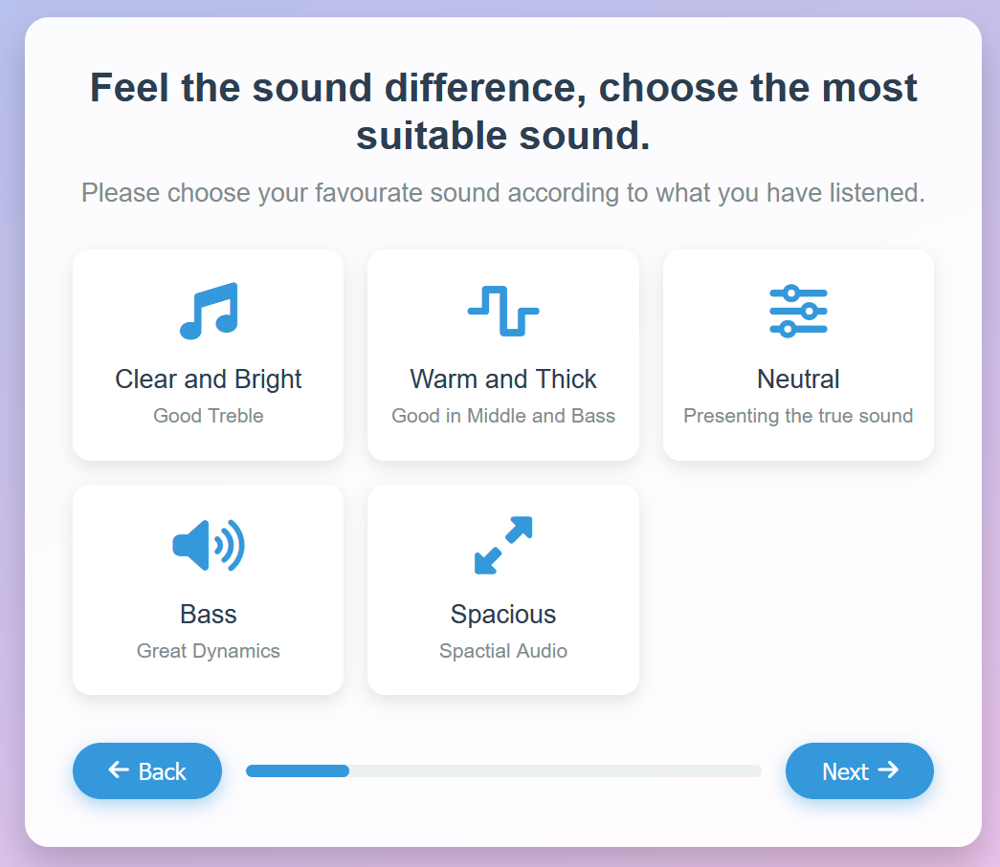 Feel the sound difference, choose the most
suitable sound.
Please choose your favourate sound according to what you have listened.
Clear and Bright
Good Treble
Warm and Thick
Good in Middle and Bass
Neutral
Presenting the true sound
Bass
Great Dynamics
Spacious
Spactial Audio
Back
Next